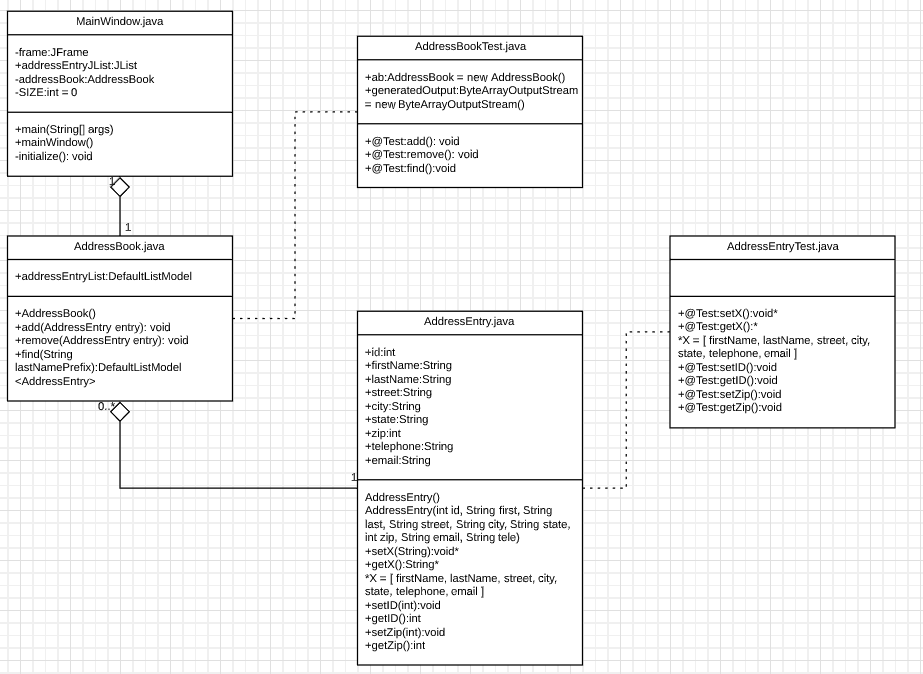 MainWindow.java
-frame:JFrame
+addressEntryJList:JList
-addressBook:AddressBook
-SIZE:int = 0
+main(String[] args)
+mainWindow()
-initialize(): void
1
1
AddressBook.java
+addressEntryList:DefaultListModel
+AddressBook()
+add(AddressEntry entry): void
+remove(AddressEntry entry): void
+find(String
lastNamePrefix):DefaultListModel
<AddressEntry>
0..*
1
AddressBookTest.java
+ab:AddressBook = new AddressBook()
+generatedOutput:ByteArrayOutputStream
= new ByteArrayOutputStream()
+@Test:add(): void
+@Test:remove(): void
+@Test:find():void
AddressEntry.java
+id:int
+firstName:String
+lastName:String
+street:String
+city:String
+state:String
+zip:int
+telephone:String
+email:String
AddressEntry()
AddressEntry(int id, String first, String
last, String street, String city, String state,
int zip, String email, String tele)
+setX(String):void*
+getX():String*
*X = [ firstName, lastName, street, city,
state, telephone, email ]
+setID(int):void
+getID():int
+setZip(int):void
+getZip():int
AddressEntryTest.java
+@Test:setX():void*
+@Test:getX():*
*X = [ firstName, lastName, street, city,
state, telephone, email ]
+@Test:setID():void
+@Test:getID():void
+@Test:setZip():void
+@Test:getZip():void